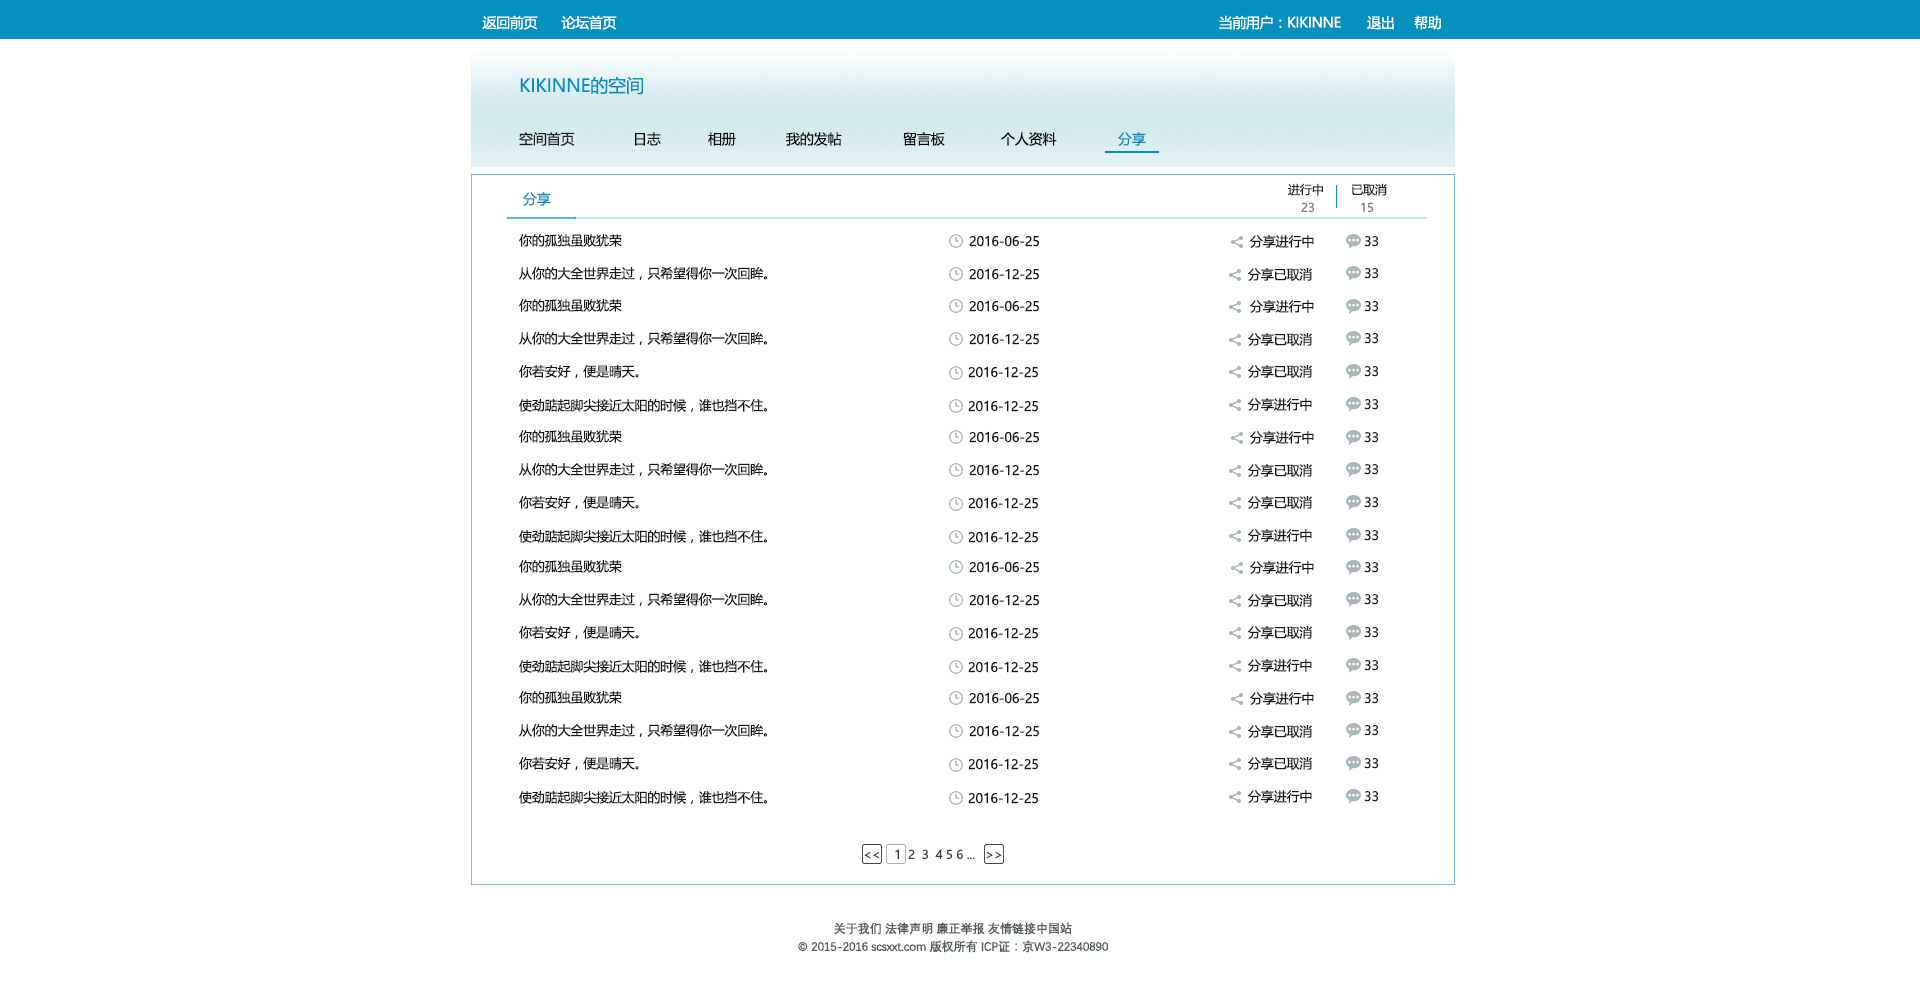 返回前页 论坛首页 当前用户：KIKINNE 退出 帮助
KIKINNE的空间
空间首页 日志 相册 我的发帖 留言板 个人资料 分享
分享 进行中 已取消
23 15
你的孤独虽败犹荣 2016-06-25 分享进行中 33
从你的大全世界走过，只希望得你一次回眸。 2016-12-25 分享已取消 33
你的孤独虽败犹荣 2016-06-25 分享进行中 33
从你的大全世界走过，只希望得你一次回眸。 2016-12-25 分享已取消 33
你若安好，便是晴天。 2016-12-25 分享已取消 33
使劲踮起脚尖接近太阳的时候，谁也挡不住。 2016-12-25 分享进行中 33
你的孤独虽败犹荣 2016-06-25 分享进行中 33
从你的大全世界走过，只希望得你一次回眸。 2016-12-25 分享已取消 33
你若安好，便是晴天。 2016-12-25 分享已取消 33
使劲踮起脚尖接近太阳的时候，谁也挡不住。 2016-12-25 分享进行中 33
你的孤独虽败犹荣 2016-06-25 分享进行中 33
从你的大全世界走过，只希望得你一次回眸。 2016-12-25 分享已取消 33
你若安好，便是晴天。 2016-12-25 分享已取消 33
使劲踮起脚尖接近太阳的时候，谁也挡不住。 2016-12-25 分享进行中 33
你的孤独虽败犹荣 2016-06-25 分享进行中 33
从你的大全世界走过，只希望得你一次回眸。 2016-12-25 分享已取消 33
你若安好，便是晴天。 2016-12-25 分享已取消 33
使劲踮起脚尖接近太阳的时候，谁也挡不住。 2016-12-25 分享进行中 33
<< 1 2 3 4 5 6 ... >>
关于我们 法律声明 廉正举报 友情链接中国站
© 2015-2016 scsxxt.com 版权所有 ICP证：京W3-22340890